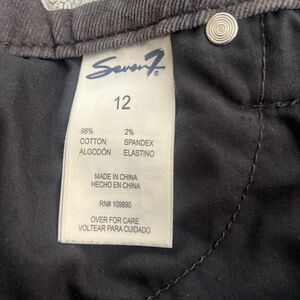 Seven7®
12
98% 2%
COTTON SPANDEX
ALGODÓN ELASTINO
MADE IN CHINA
HECHO EN CHINA
RN# 109890
OVER FOR CARE
VOLTEAR PARA CUIDADO